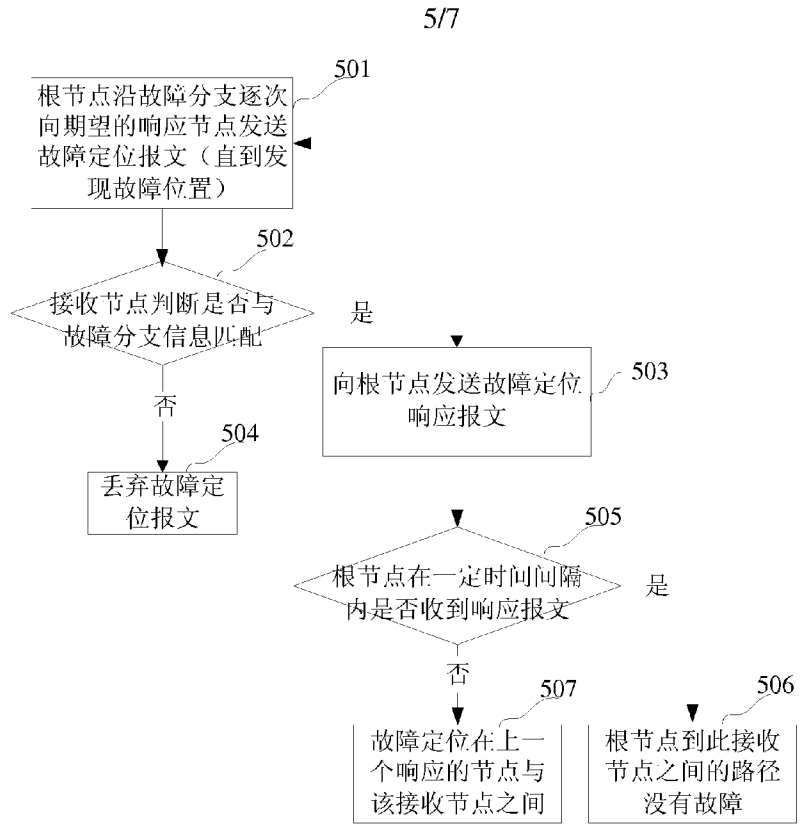 5/7
501
根节点沿故障分支逐次
向期望的响应节点发送
故障定位报文（直到发
现故障位置）
502
接收节点判断是否与
故障分支信息匹配
是
503
向根节点发送故障定位
响应报文
否
504
丢弃故障定
位报文
505
根节点在一定时间间隔
内是否收到响应报文
是
否
507
故障定位在上一
个响应的节点与
该接收节点之间
506
根节点到此接收
节点之间的路径
没有故障